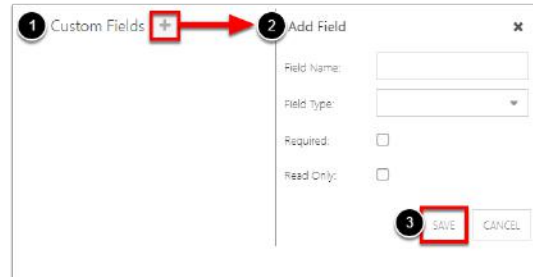 1 Custom Fields +
2 Add Field ×
Field Name:
Field Type:
Required:
Read Only:
3 SAVE CANCEL